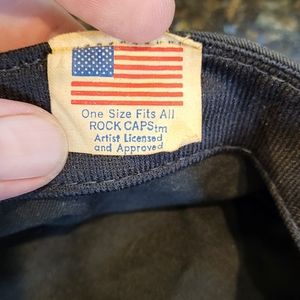 One Size Fits All
ROCK CAPStm
Artist Licensed
and Approved